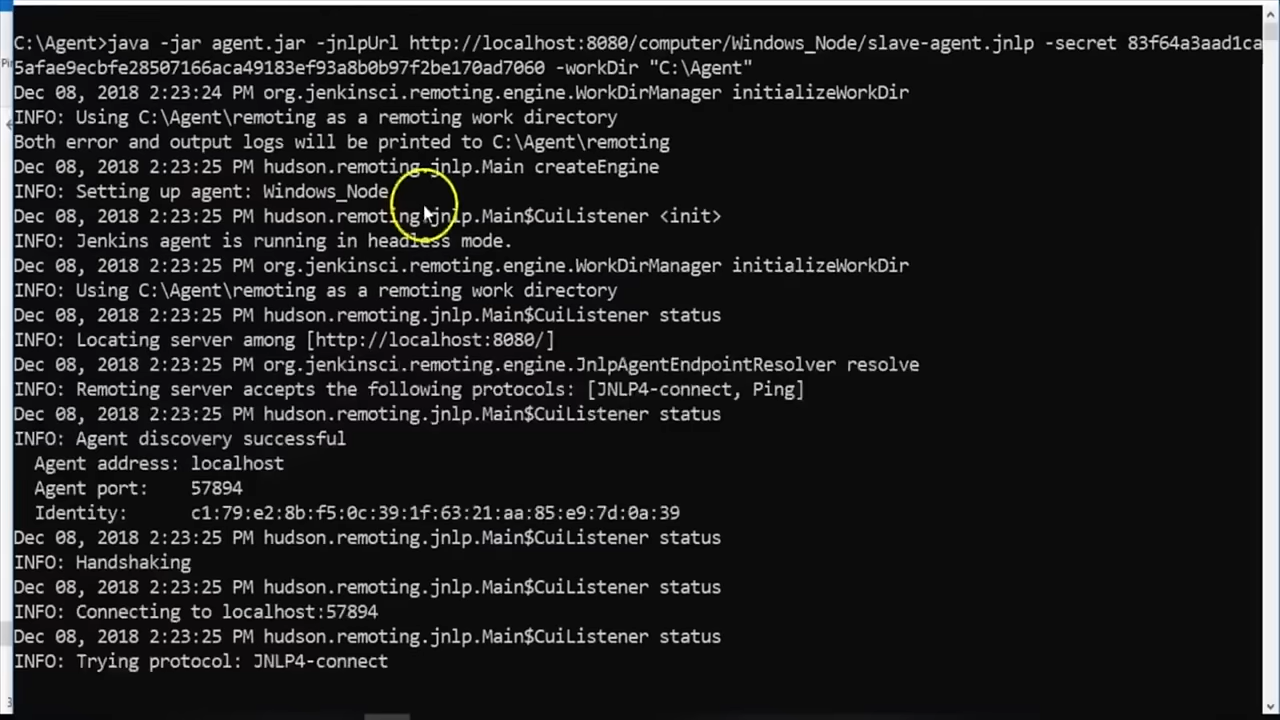 C:\Agent>java -jar agent.jar -jnlpUrl http://localhost:8080/computer/Windows_Node/slave-agent.jnlp -secret 83f64a3aad1ca
5afae9ecbfe28507166aca49183ef93a8b0b97f2be170ad7060 -workDir "C:\Agent"
Dec 08, 2018 2:23:24 PM org.jenkinsci.remoting.engine.WorkDirManager initializeWorkDir
INFO: Using C:\Agent\remoting as a remoting work directory
Both error and output logs will be printed to C:\Agent\remoting
Dec 08, 2018 2:23:25 PM hudson.remoting.jnlp.Main createEngine
INFO: Setting up agent: Windows_Node
Dec 08, 2018 2:23:25 PM hudson.remoting.jnlp.Main$CuiListener <init>
INFO: Jenkins agent is running in headless mode.
Dec 08, 2018 2:23:25 PM org.jenkinsci.remoting.engine.WorkDirManager initializeWorkDir
INFO: Using C:\Agent\remoting as a remoting work directory
Dec 08, 2018 2:23:25 PM hudson.remoting.jnlp.Main$CuiListener status
INFO: Locating server among [http://localhost:8080/]
Dec 08, 2018 2:23:25 PM org.jenkinsci.remoting.engine.JnlpAgentEndpointResolver resolve
INFO: Remoting server accepts the following protocols: [JNLP4-connect, Ping]
Dec 08, 2018 2:23:25 PM hudson.remoting.jnlp.Main$CuiListener status
INFO: Agent discovery successful
  Agent address: localhost
  Agent port:    57894
  Identity:      c1:79:e2:8b:f5:0c:39:1f:63:21:aa:85:e9:7d:0a:39
Dec 08, 2018 2:23:25 PM hudson.remoting.jnlp.Main$CuiListener status
INFO: Handshaking
Dec 08, 2018 2:23:25 PM hudson.remoting.jnlp.Main$CuiListener status
INFO: Connecting to localhost:57894
Dec 08, 2018 2:23:25 PM hudson.remoting.jnlp.Main$CuiListener status
INFO: Trying protocol: JNLP4-connect